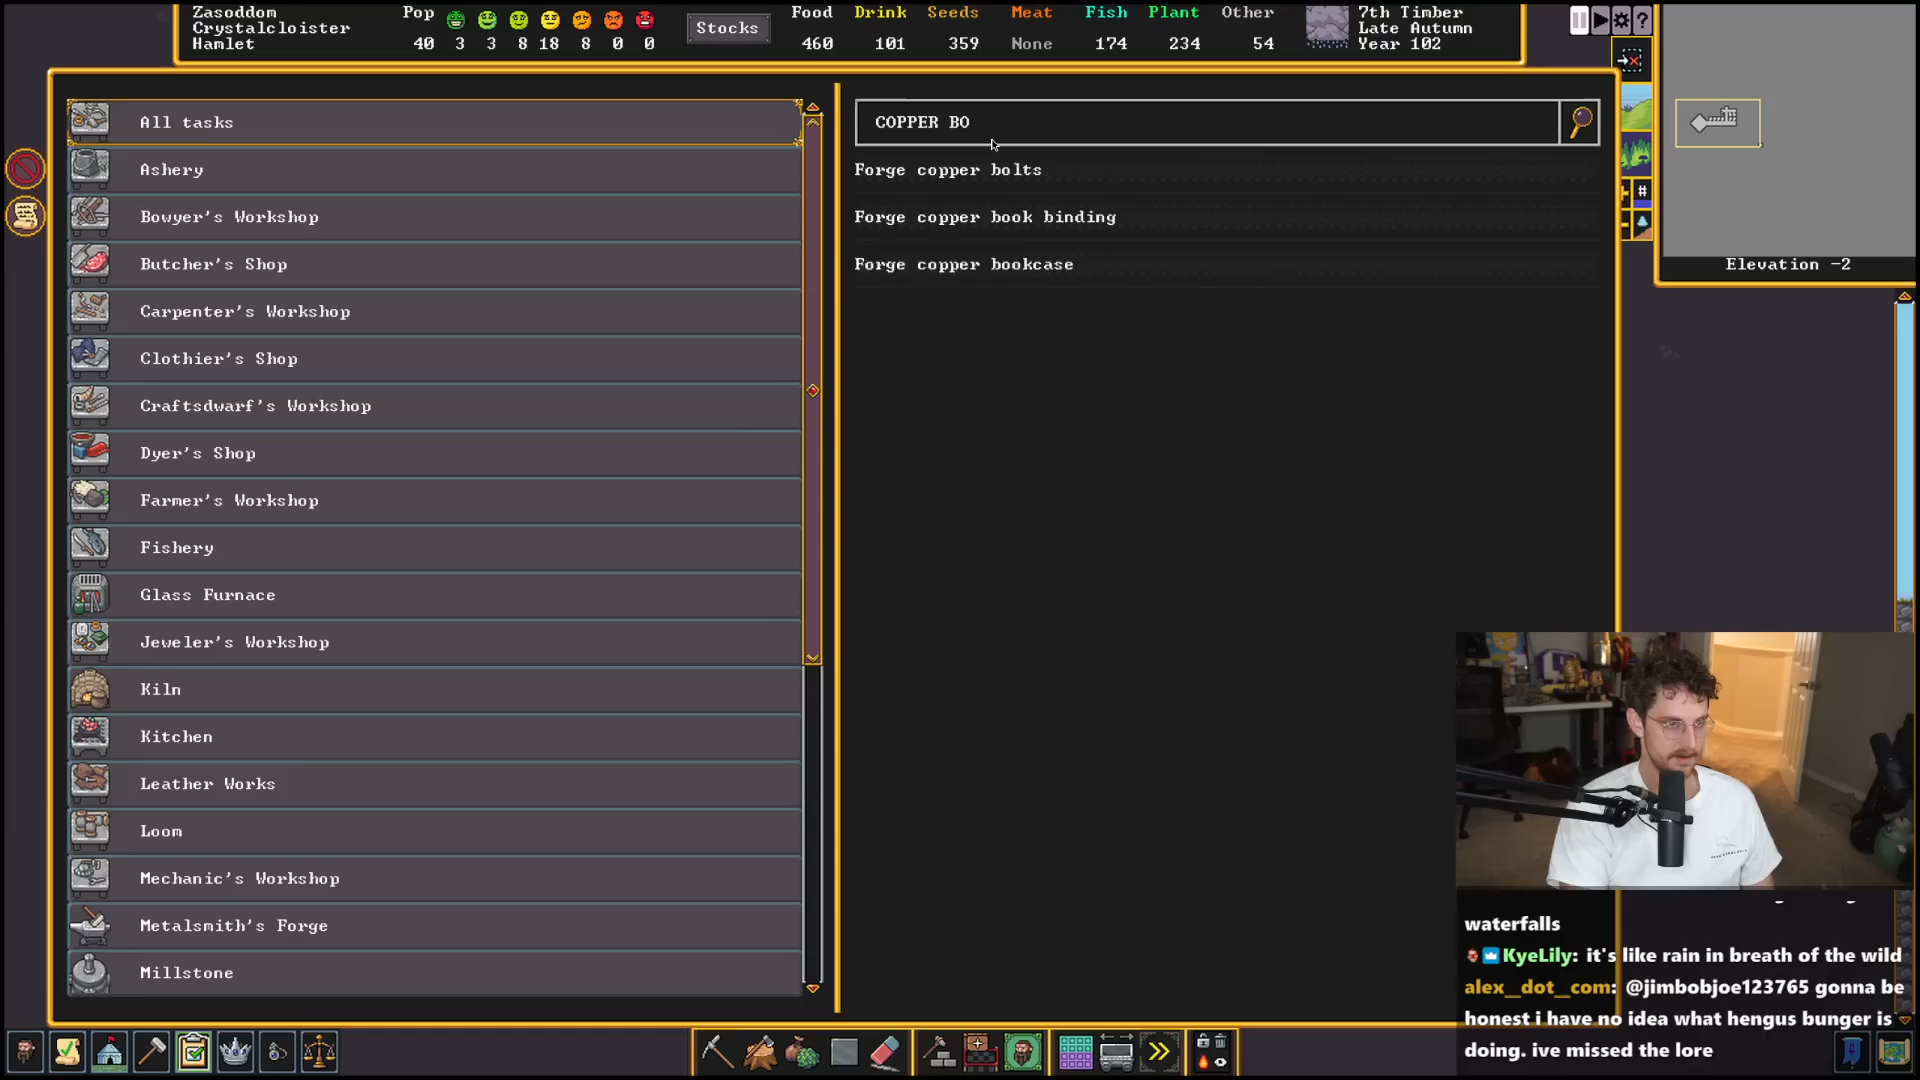 Zasoddom
Crystalcloister
Hamlet
Pop
40 3 3 8 18 8 0 0
Stocks
Food Drink Seeds Meat Fish Plant Other
460 101 359 None 174 234 54
7th Timber
Late Autumn
Year 102
All tasks
Ashery
Bowyer's Workshop
Butcher's Shop
Carpenter's Workshop
Clothier's Shop
Craftsdwarf's Workshop
Dyer's Shop
Farmer's Workshop
Fishery
Glass Furnace
Jeweler's Workshop
Kiln
Kitchen
Leather Works
Loom
Mechanic's Workshop
Metalsmith's Forge
Millstone
COPPER BO
Forge copper bolts
Forge copper book binding
Forge copper bookcase
?
#
Elevation -2
waterfalls
KyeLily: it's like rain in breath of the wild
alex__dot__com: @jimbobjoe123765 gonna be
honest i have no idea what hengus bunger is
doing. ive missed the lore